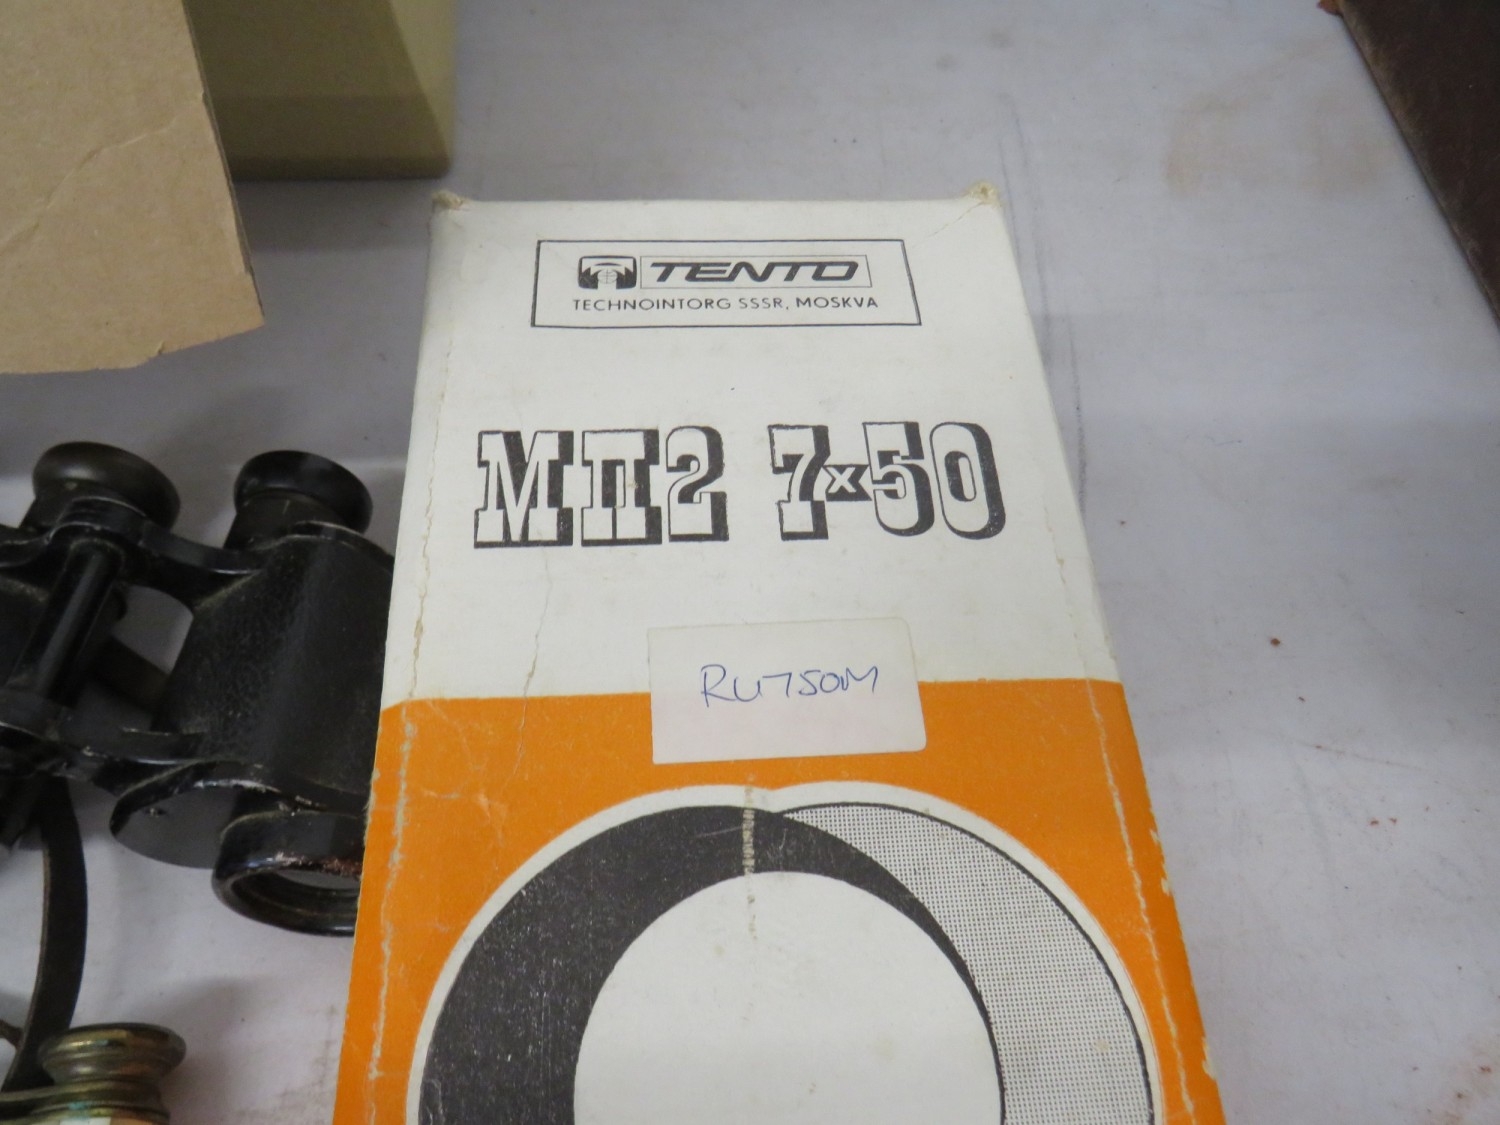 TENTO
TECHNOINTORG SSSR, MOSKVA
МП2 7x50
RU750M